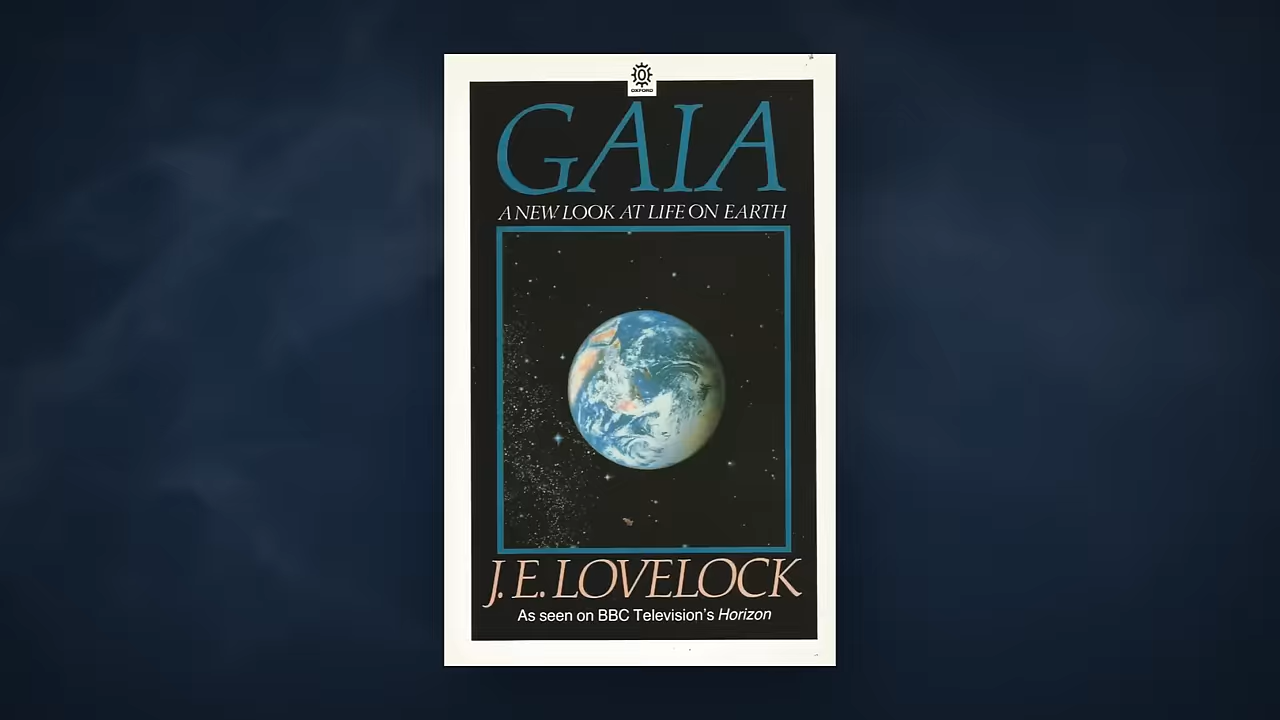 OXFORD
GAIA
A NEW LOOK AT LIFE ON EARTH
J. E. LOVELOCK
As seen on BBC Television's Horizon